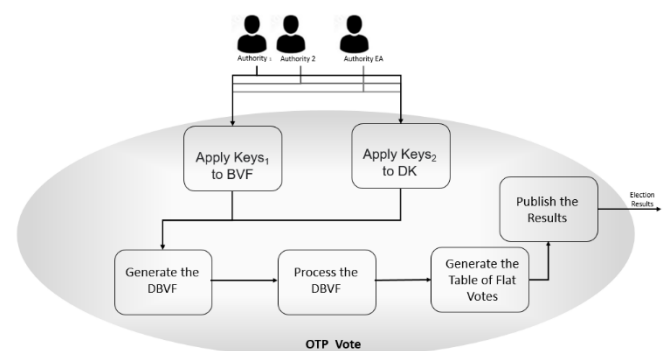 Authority 1 Authority 2 Authority EA
Apply Keys₁
to BVF
Apply Keys₂
to DK
Publish the
Results
Election
Results
Generate the
DBVF
Process the
DBVF
Generate the
Table of Flat
Votes
OTP Vote